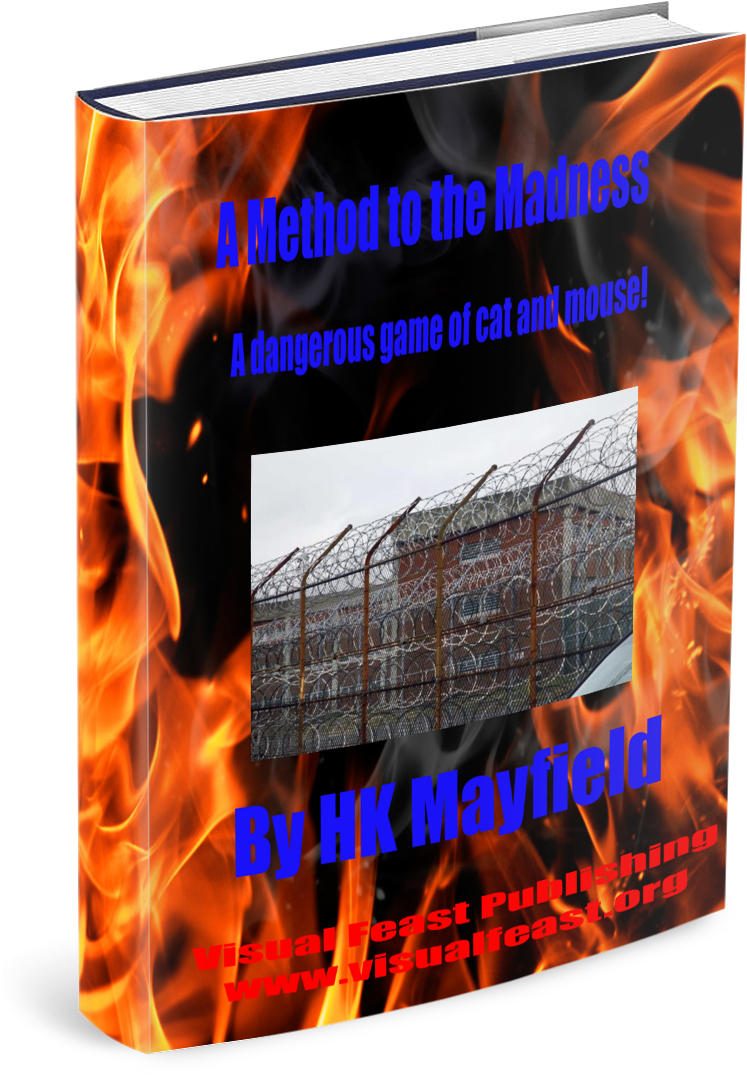 A Method to the Madness
A dangerous game of cat and mouse!
By HK Mayfield
Visual Feast Publishing
www.visualfeast.org